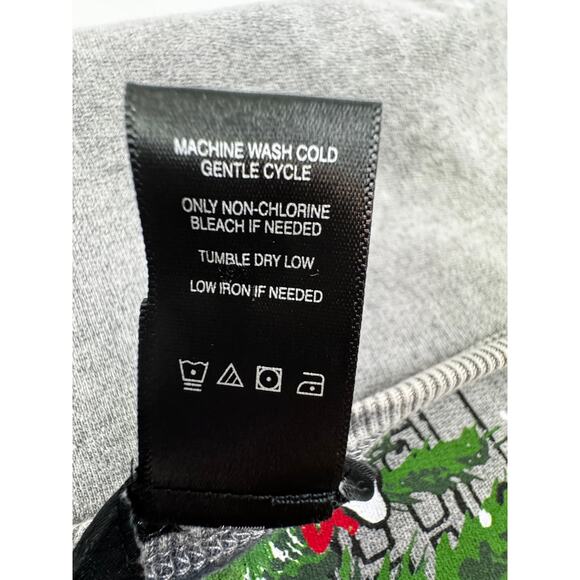 MACHINE WASH COLD
GENTLE CYCLE
ONLY NON-CHLORINE
BLEACH IF NEEDED
TUMBLE DRY LOW
LOW IRON IF NEEDED